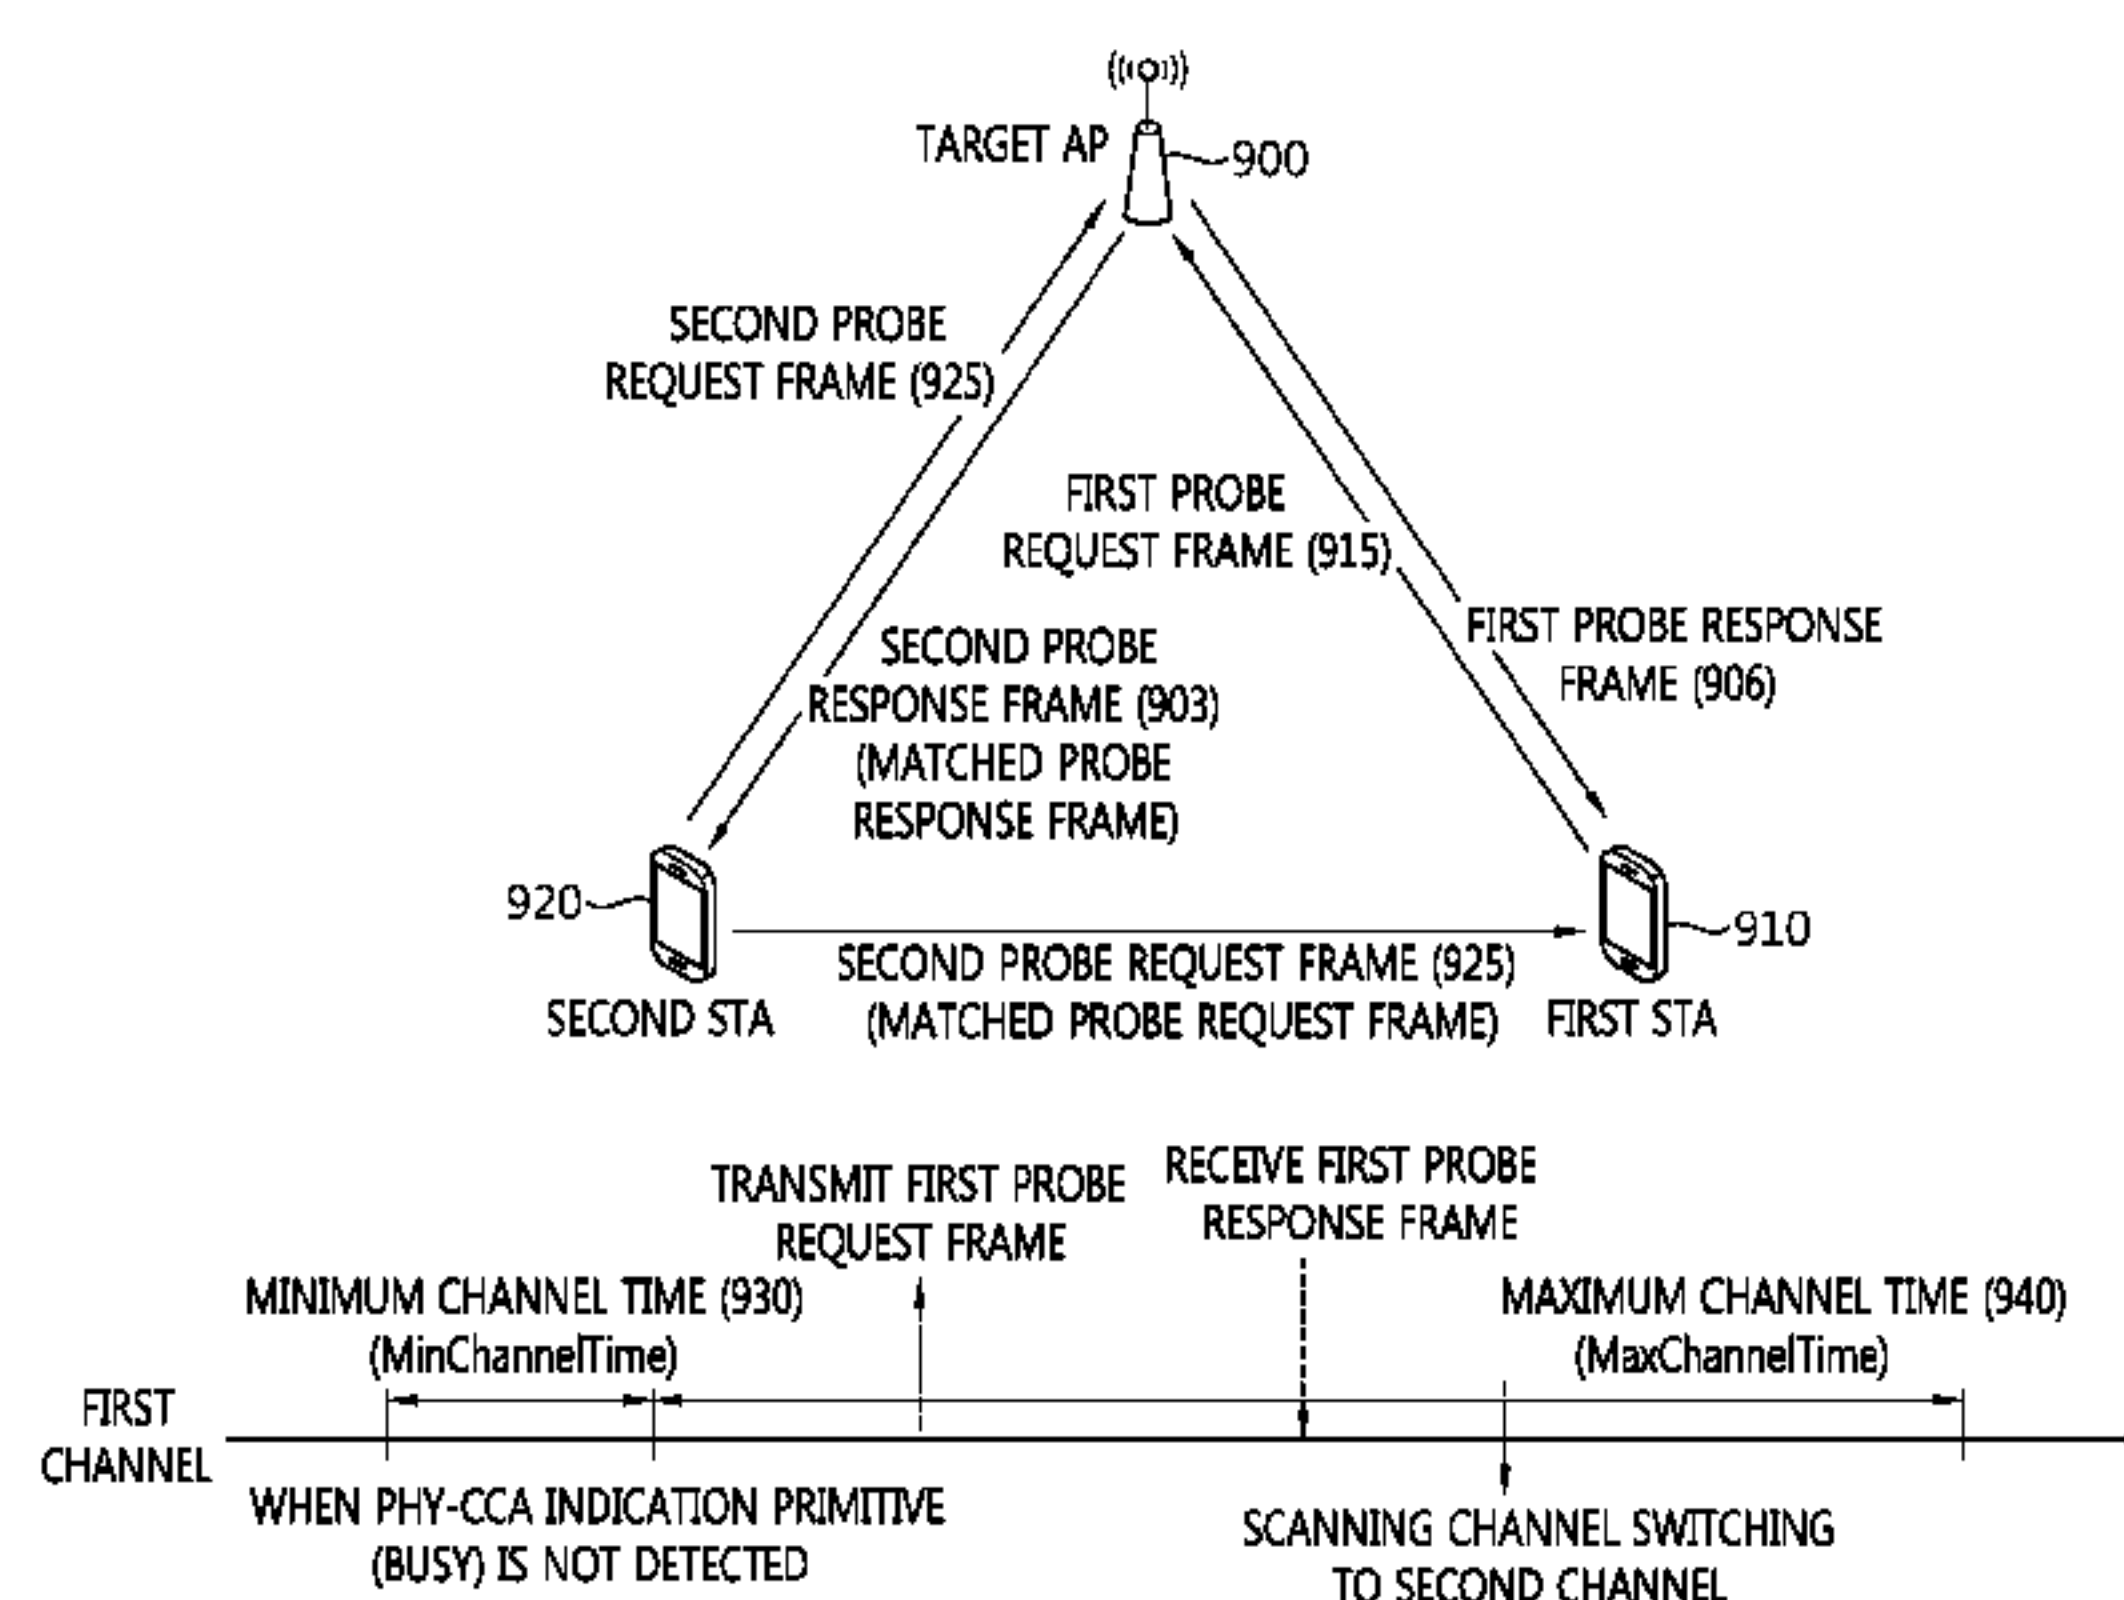 TARGET AP
900
SECOND PROBE
REQUEST FRAME (925)
FIRST PROBE
REQUEST FRAME (915)
FIRST PROBE RESPONSE
FRAME (906)
SECOND PROBE
RESPONSE FRAME (903)
(MATCHED PROBE
RESPONSE FRAME)
920
910
SECOND PROBE REQUEST FRAME (925)
(MATCHED PROBE REQUEST FRAME)
SECOND STA
FIRST STA
TRANSMIT FIRST PROBE
REQUEST FRAME
RECEIVE FIRST PROBE
RESPONSE FRAME
MINIMUM CHANNEL TIME (930)
(MinChannelTime)
MAXIMUM CHANNEL TIME (940)
(MaxChannelTime)
FIRST
CHANNEL
WHEN PHY-CCA INDICATION PRIMITIVE
(BUSY) IS NOT DETECTED
SCANNING CHANNEL SWITCHING
TO SECOND CHANNEL